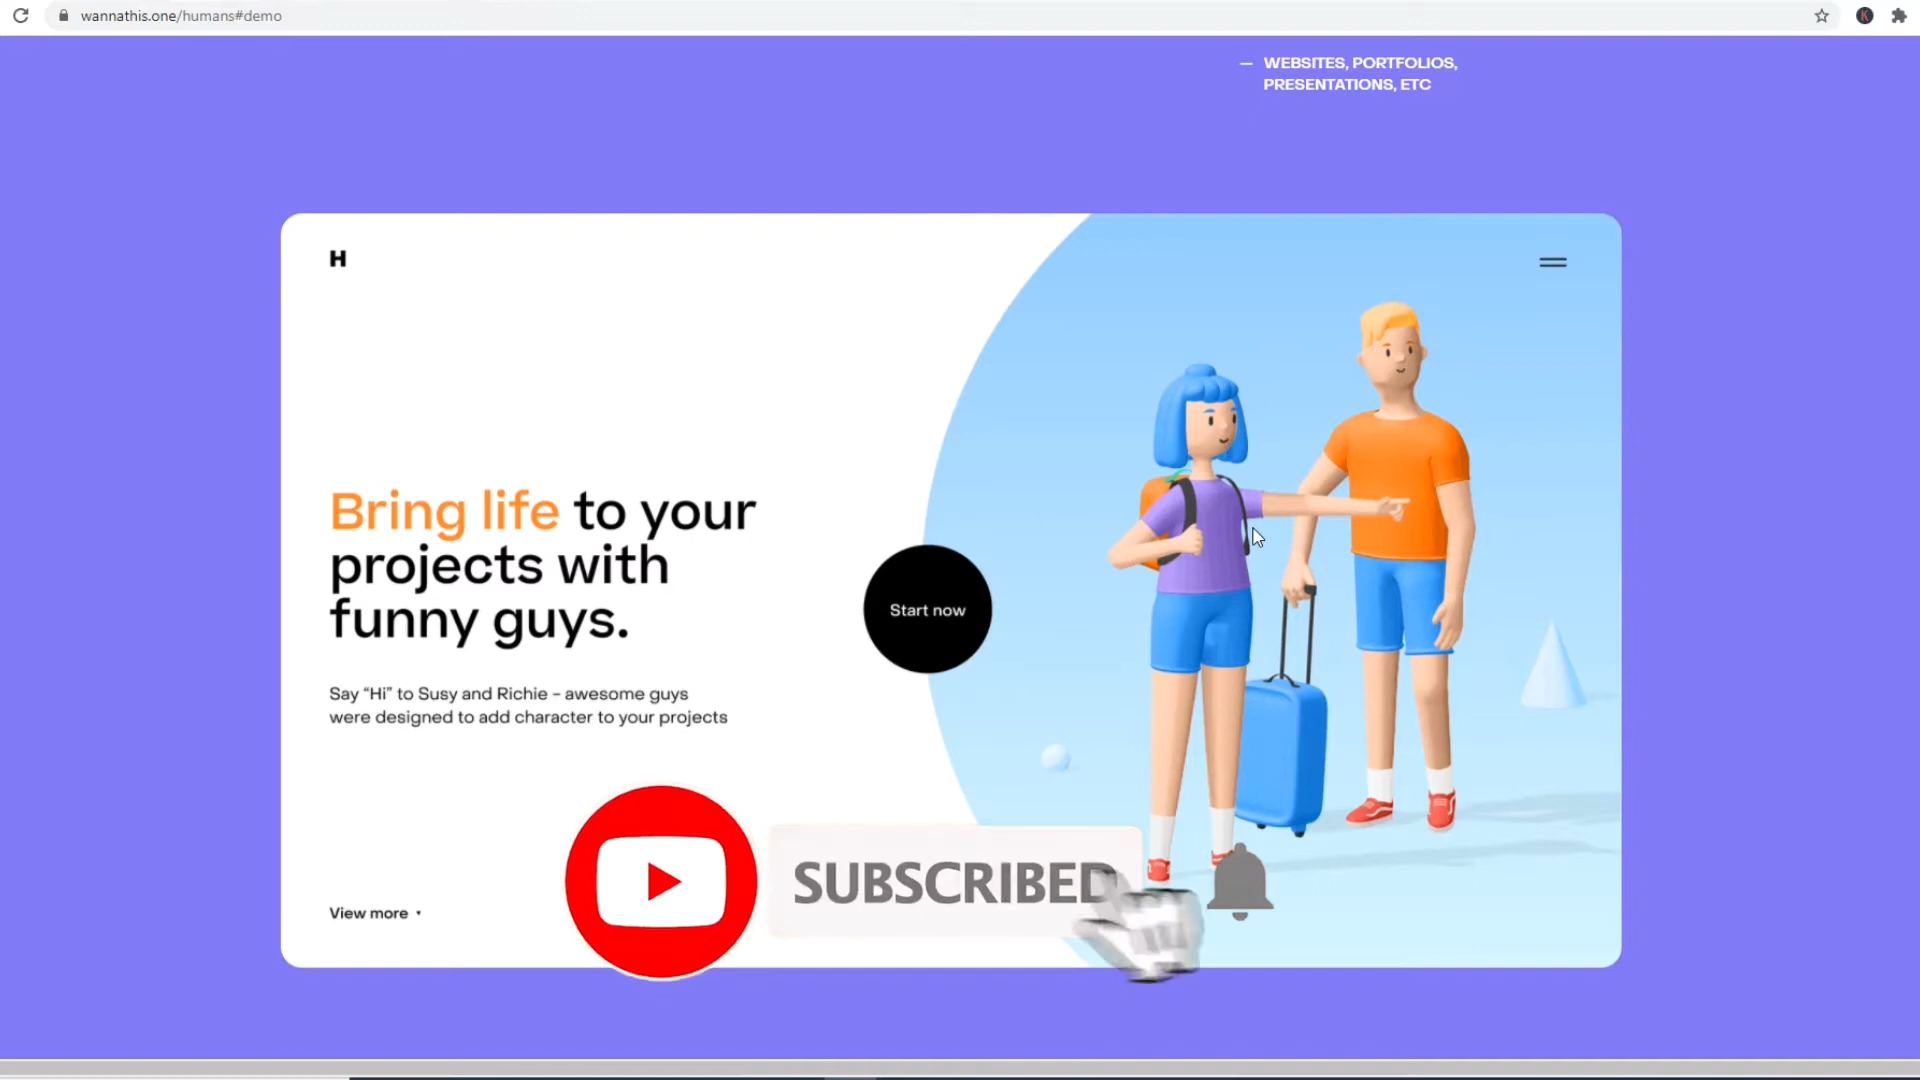 wannathis.one/humans#demo
K
— WEBSITES, PORTFOLIOS,
PRESENTATIONS, ETC
H
Bring life to your
projects with
funny guys.
Start now
Say “Hi” to Susy and Richie – awesome guys
were designed to add character to your projects
SUBSCRIBED
View more